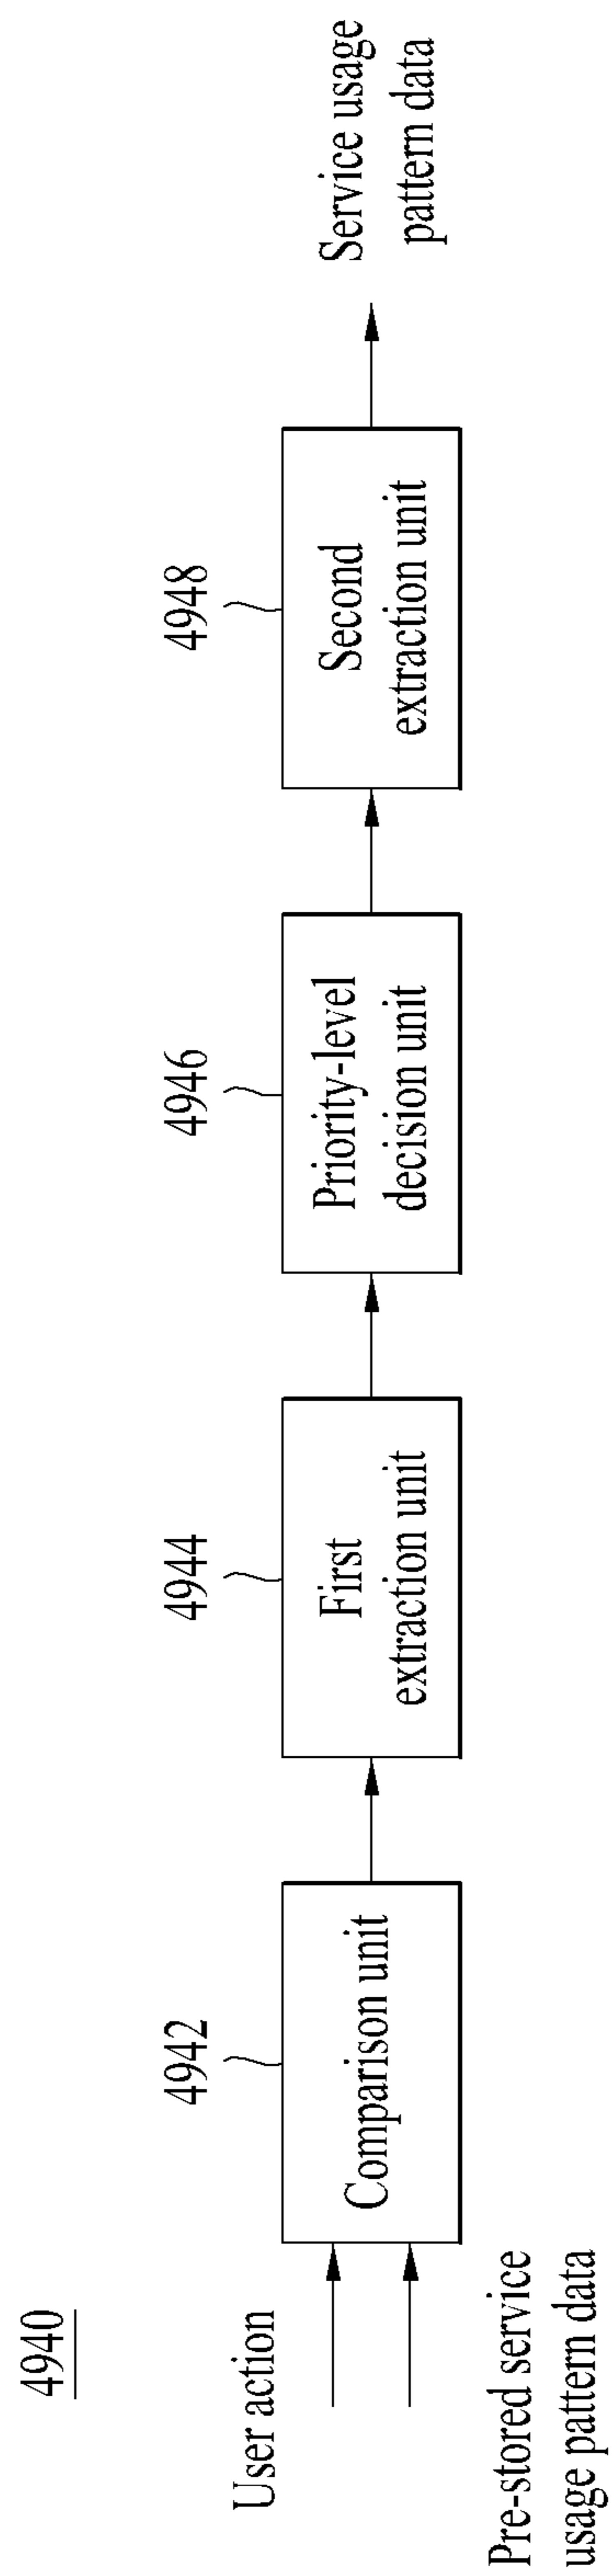 4940
User action
Pre-stored service
usage pattern data
4942
Comparison unit
4944
First
extraction unit
4946
Priority-level
decision unit
4948
Second
extraction unit
Service usage
pattern data